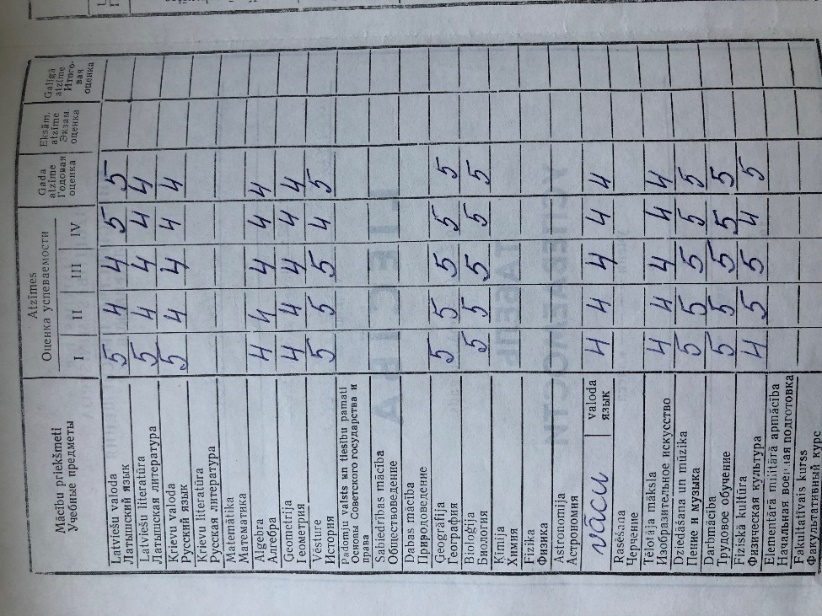 Mācību priekšmeti
Учебные предметы
Atzīmes
Оценка успеваемости
I II III IV
Gada
atzīme
Годовая
оценка
Eksām.
atzīme
Экзам.
оценка
Galīgā
atzīme
Итого-
вая
оценка
Latviešu valoda
Латышский язык 5 4 4 5 5
Latviešu literatūra
Латышская литература 5 4 4 4 4
Krievu valoda
Русский язык 5 4 4 4 4
Krievu literatūra
Русская литература
Matemātika
Математика
Algebra
Алгебра 4 4 4 4 4
Ģeometrija
Геометрия 4 4 4 4 4
Vēsture
История 5 5 5 4 5
Padomju valsts un tiesību pamati
Основы Советского государства и
права
Sabiedrības mācība
Обществоведение
Dabas mācība
Природоведение
Ģeogrāfija
География 5 5 5 5 5
Bioloģija
Биология 5 5 5 5 5
Ķīmija
Химия
Fizika
Физика
Astronomija
Астрономия
vācu valoda
язык 4 4 4 4 4
Rasēšana
Черчение
Tēlotāja māksla
Изобразительное искусство 4 4 4 4 4
Dziedāšana un mūzika
Пение и музыка 5 5 5 5 5
Darbmācība
Трудовое обучение 5 5 5 5 5
Fiziskā kultūra
Физическая культура 4 5 5 4 5
Elementārā militārā apmācība
Начальная военная подготовка
Fakultatīvais kurss
Факультативный курс